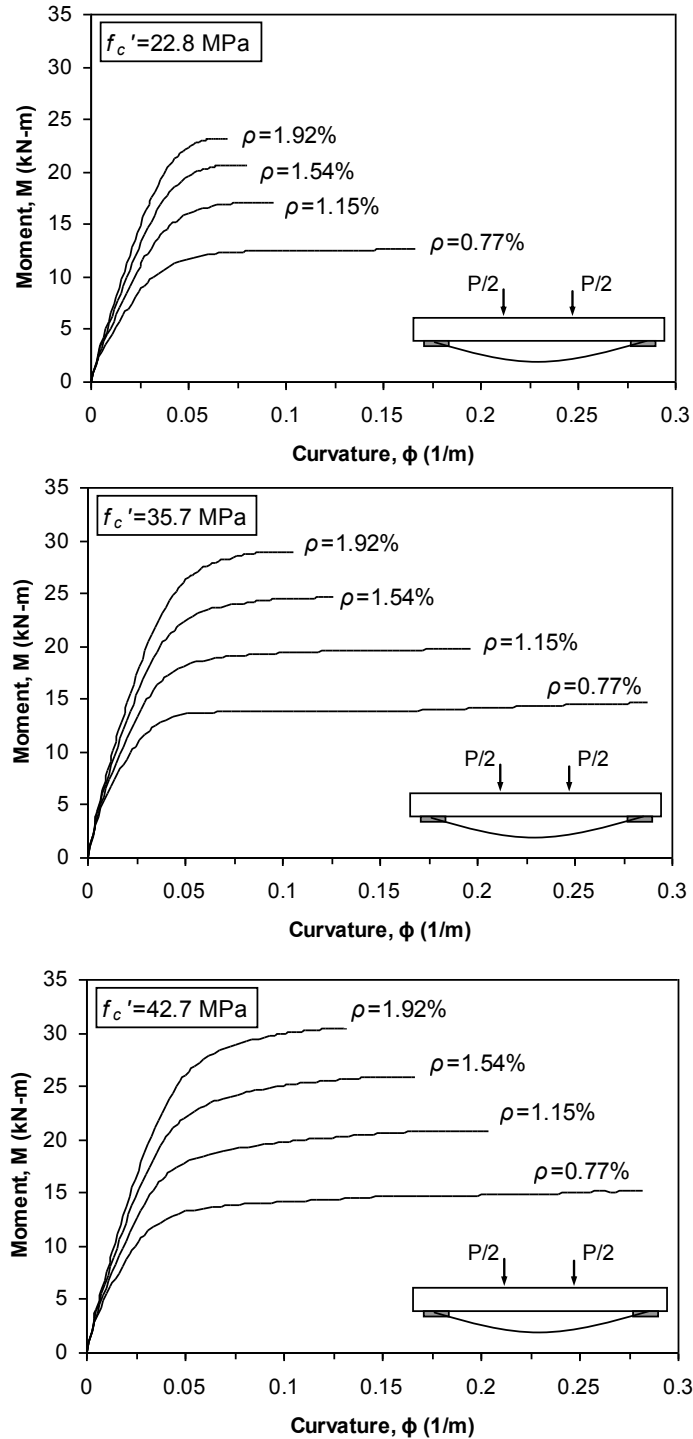 f c ′=22.8 MPa
35
30
25
20
15
10
5
0
Moment, M (kN-m)
ρ=1.92%
ρ=1.54%
ρ=1.15%
ρ=0.77%
P/2 P/2
0 0.05 0.1 0.15 0.2 0.25 0.3
Curvature, ϕ (1/m)
f c ′=35.7 MPa
35
30
25
20
15
10
5
0
Moment, M (kN-m)
ρ=1.92%
ρ=1.54%
ρ=1.15%
ρ=0.77%
P/2 P/2
0 0.05 0.1 0.15 0.2 0.25 0.3
Curvature, ϕ (1/m)
f c ′=42.7 MPa
35
30
25
20
15
10
5
0
Moment, M (kN-m)
ρ=1.92%
ρ=1.54%
ρ=1.15%
ρ=0.77%
P/2 P/2
0 0.05 0.1 0.15 0.2 0.25 0.3
Curvature, ϕ (1/m)